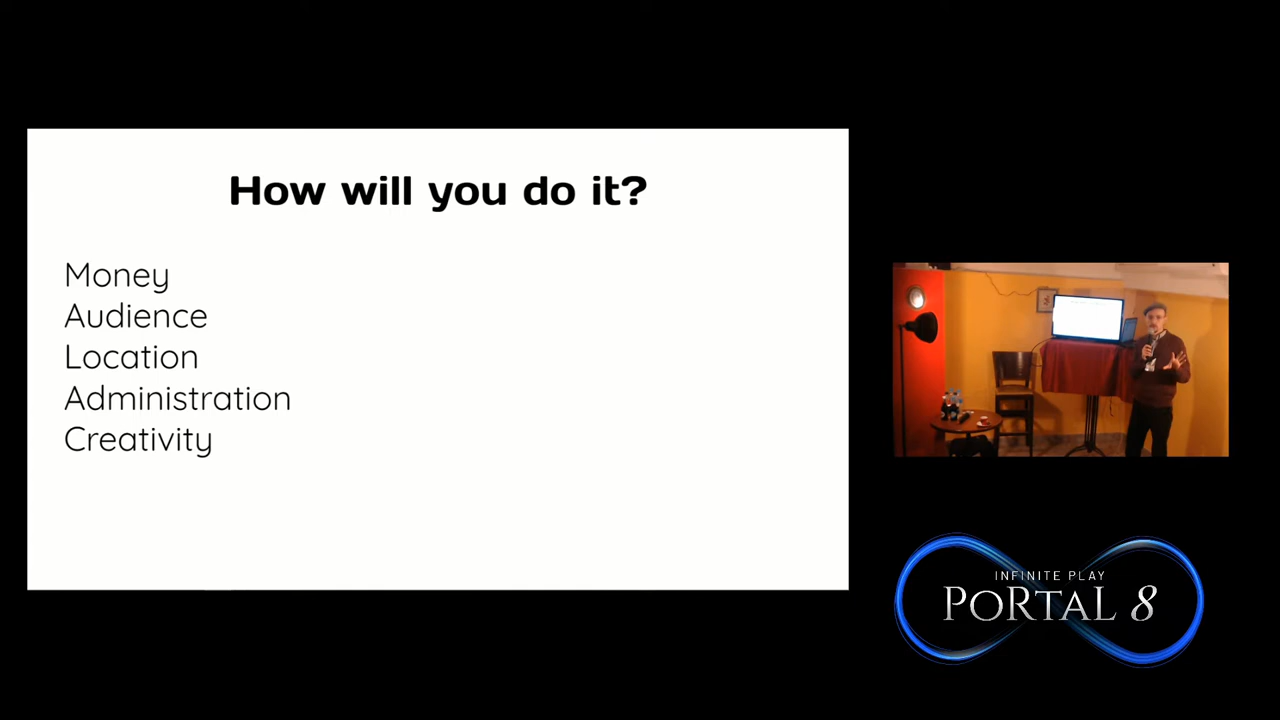 How will you do it?
Money
Audience
Location
Administration
Creativity
INFINITE PLAY
PORTAL 8